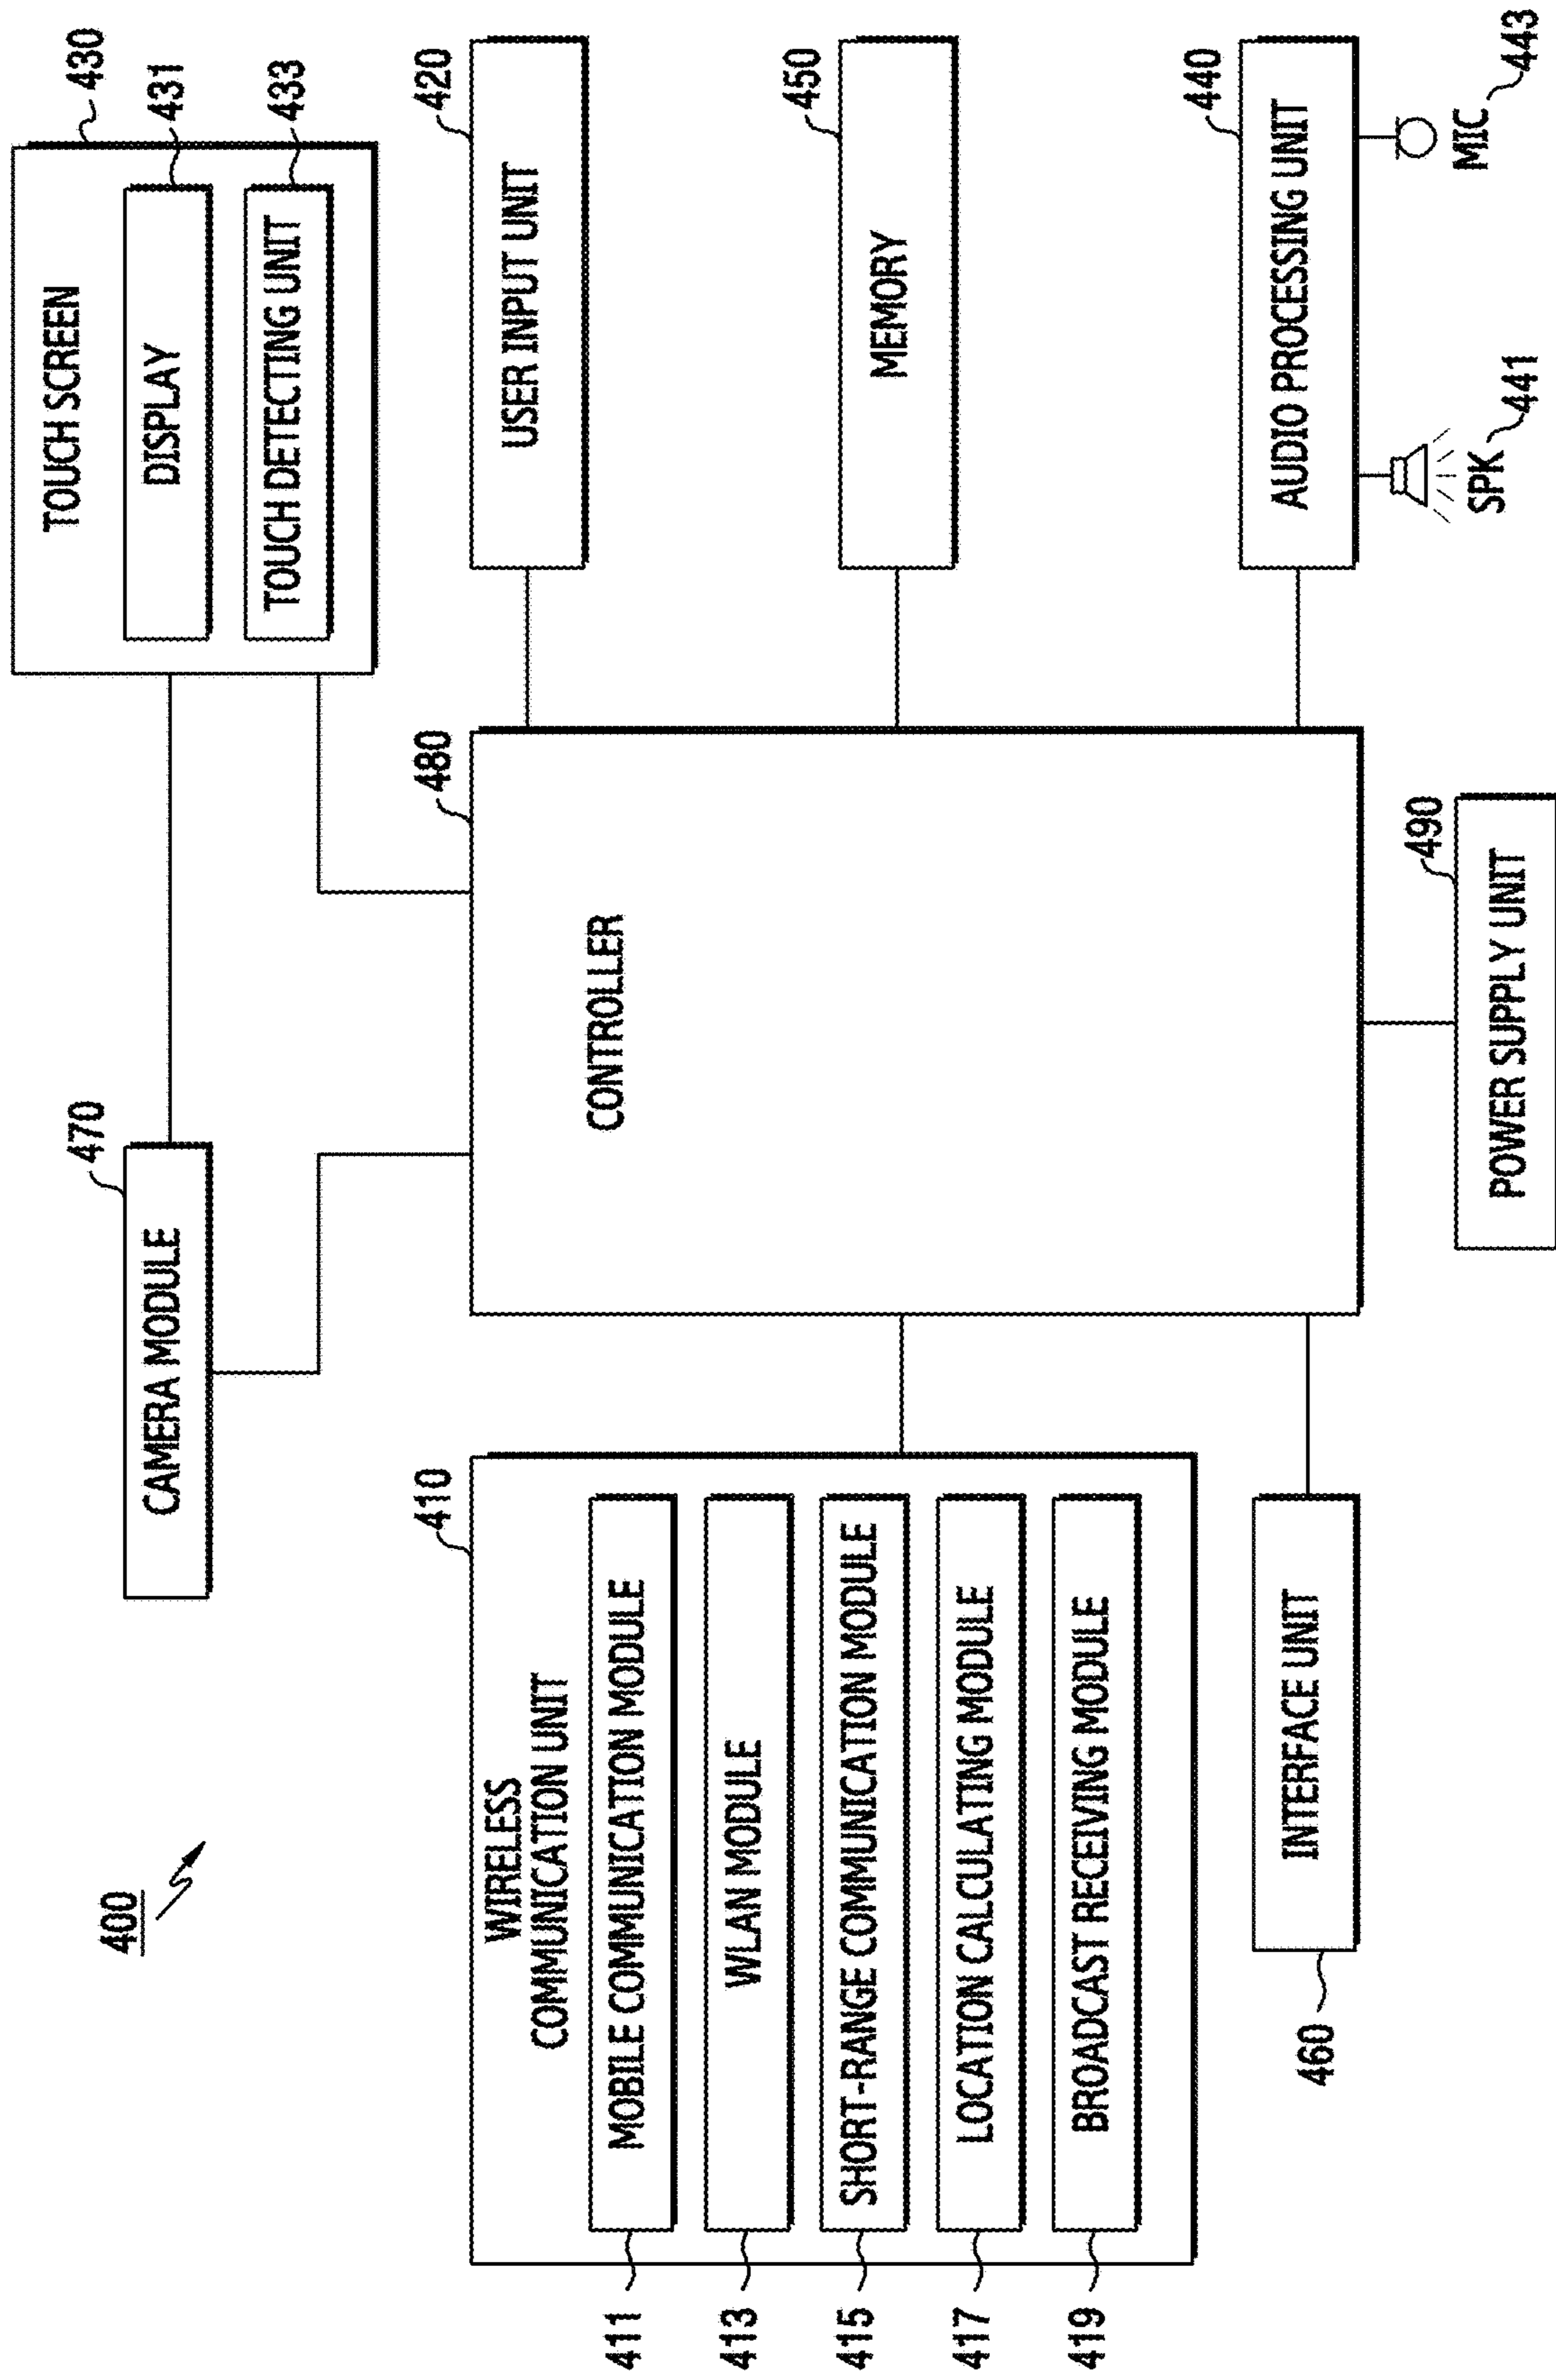 400
470
CAMERA MODULE
430
TOUCH SCREEN
DISPLAY
431
TOUCH DETECTING UNIT
433
410
WIRELESS
COMMUNICATION UNIT
411
MOBILE COMMUNICATION MODULE
413
WLAN MODULE
415
SHORT-RANGE COMMUNICATION MODULE
417
LOCATION CALCULATING MODULE
419
BROADCAST RECEIVING MODULE
460
INTERFACE UNIT
480
CONTROLLER
490
POWER SUPPLY UNIT
420
USER INPUT UNIT
450
MEMORY
440
AUDIO PROCESSING UNIT
SPK
441
MIC
443